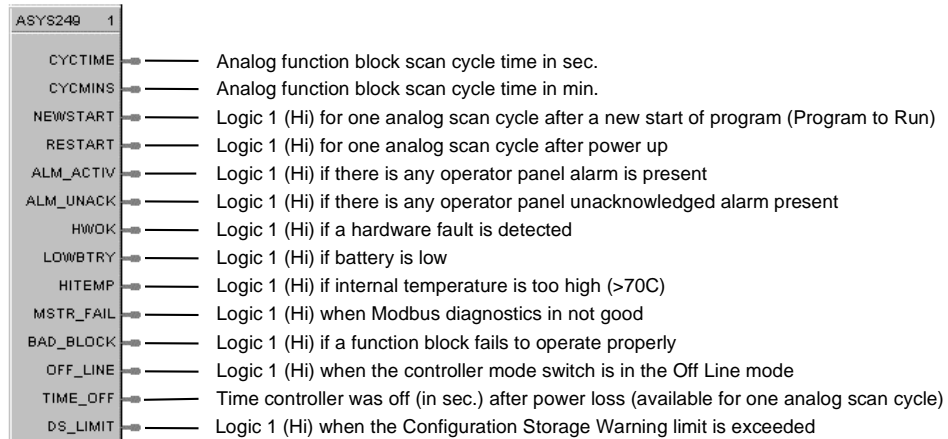 ASYS249 1
CYCTIME Analog function block scan cycle time in sec.
CYCMINS Analog function block scan cycle time in min.
NEWSTART Logic 1 (Hi) for one analog scan cycle after a new start of program (Program to Run)
RESTART Logic 1 (Hi) for one analog scan cycle after power up
ALM_ACTIV Logic 1 (Hi) if there is any operator panel alarm is present
ALM_UNACK Logic 1 (Hi) if there is any operator panel unacknowledged alarm present
HWOK Logic 1 (Hi) if a hardware fault is detected
LOWBTRY Logic 1 (Hi) if battery is low
HITEMP Logic 1 (Hi) if internal temperature is too high (>70C)
MSTR_FAIL Logic 1 (Hi) when Modbus diagnostics in not good
BAD_BLOCK Logic 1 (Hi) if a function block fails to operate properly
OFF_LINE Logic 1 (Hi) when the controller mode switch is in the Off Line mode
TIME_OFF Time controller was off (in sec.) after power loss (available for one analog scan cycle)
DS_LIMIT Logic 1 (Hi) when the Configuration Storage Warning limit is exceeded